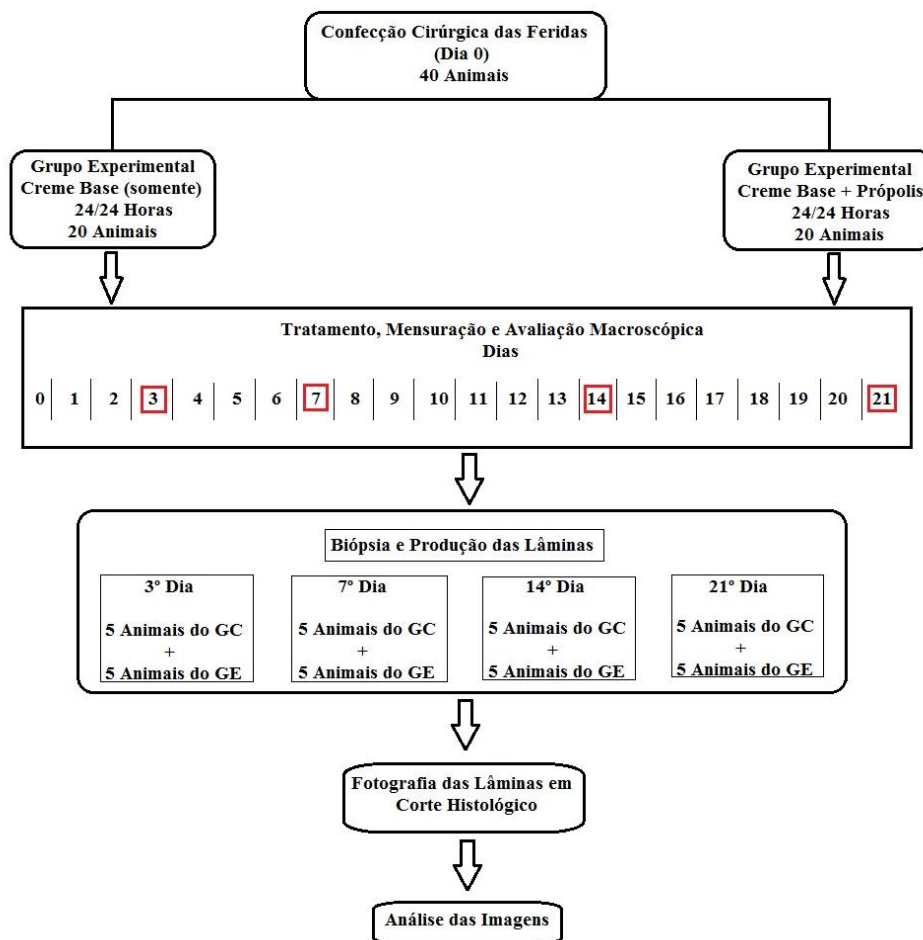 Confecção Cirúrgica das Feridas
(Dia 0)
40 Animais
Grupo Experimental
Creme Base (somente)
24/24 Horas
20 Animais
Grupo Experimental
Creme Base + Própolis
24/24 Horas
20 Animais
Tratamento, Mensuração e Avaliação Macroscópica
Dias
0 1 2 3 4 5 6 7 8 9 10 11 12 13 14 15 16 17 18 19 20 21
Biópsia e Produção das Lâminas
3º Dia
5 Animais do GC
+
5 Animais do GE
7º Dia
5 Animais do GC
+
5 Animais do GE
14º Dia
5 Animais do GC
+
5 Animais do GE
21º Dia
5 Animais do GC
+
5 Animais do GE
Fotografia das Lâminas em
Corte Histológico
Análise das Imagens